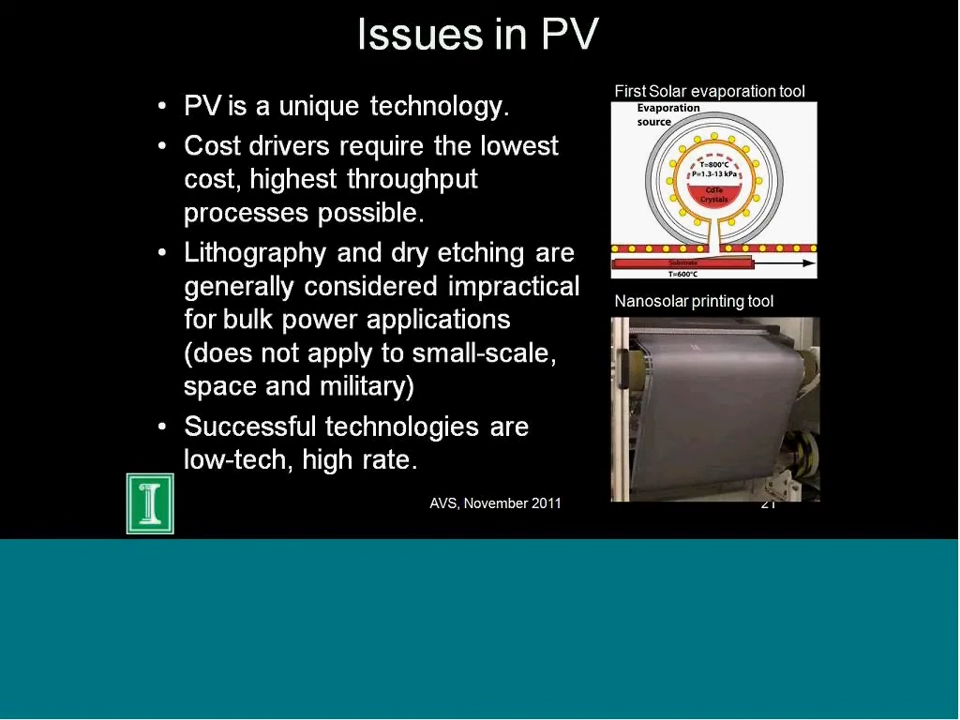 Issues in PV
• PV is a unique technology.
• Cost drivers require the lowest
cost, highest throughput
processes possible.
• Lithography and dry etching are
generally considered impractical
for bulk power applications
(does not apply to small-scale,
space and military)
• Successful technologies are
low-tech, high rate.
First Solar evaporation tool
Evaporation
source
T=800°C
P=1.3-13 kPa
CdTe
Crystals
Substrate
T=600°C
Nanosolar printing tool
I
AVS, November 2011
21